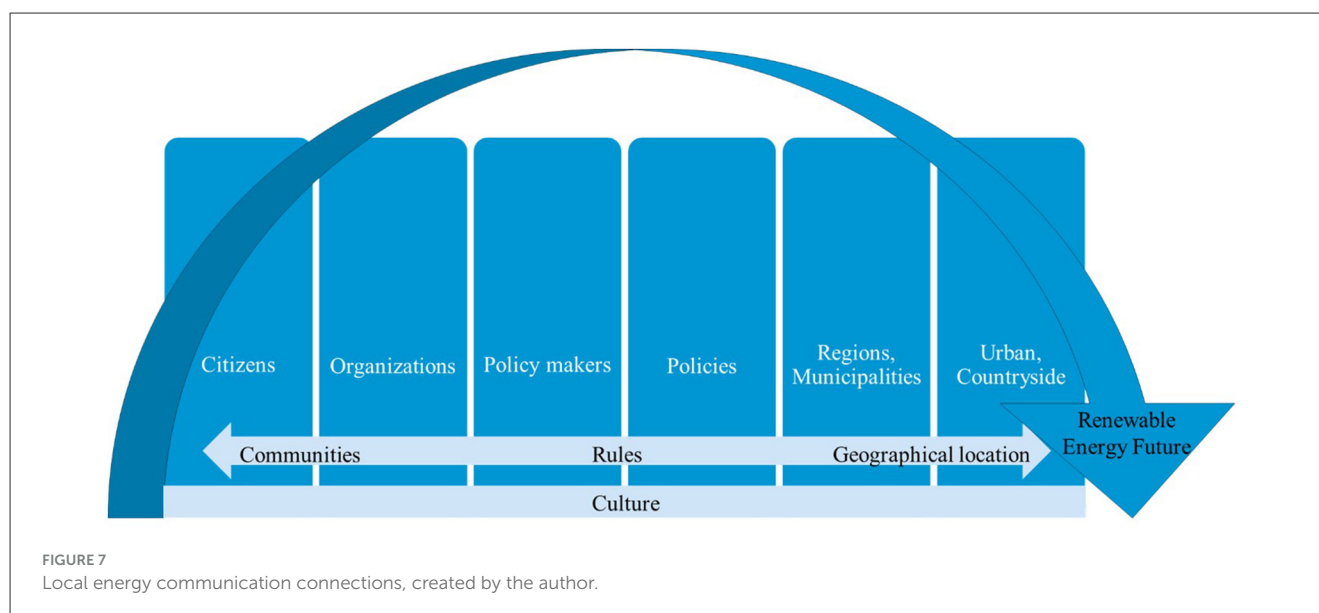 Citizens
Organizations
Policy makers
Policies
Regions,
Municipalities
Urban,
Countryside
Renewable
Energy Future
Communities
Rules
Geographical location
Culture
FIGURE 7
Local energy communication connections, created by the author.